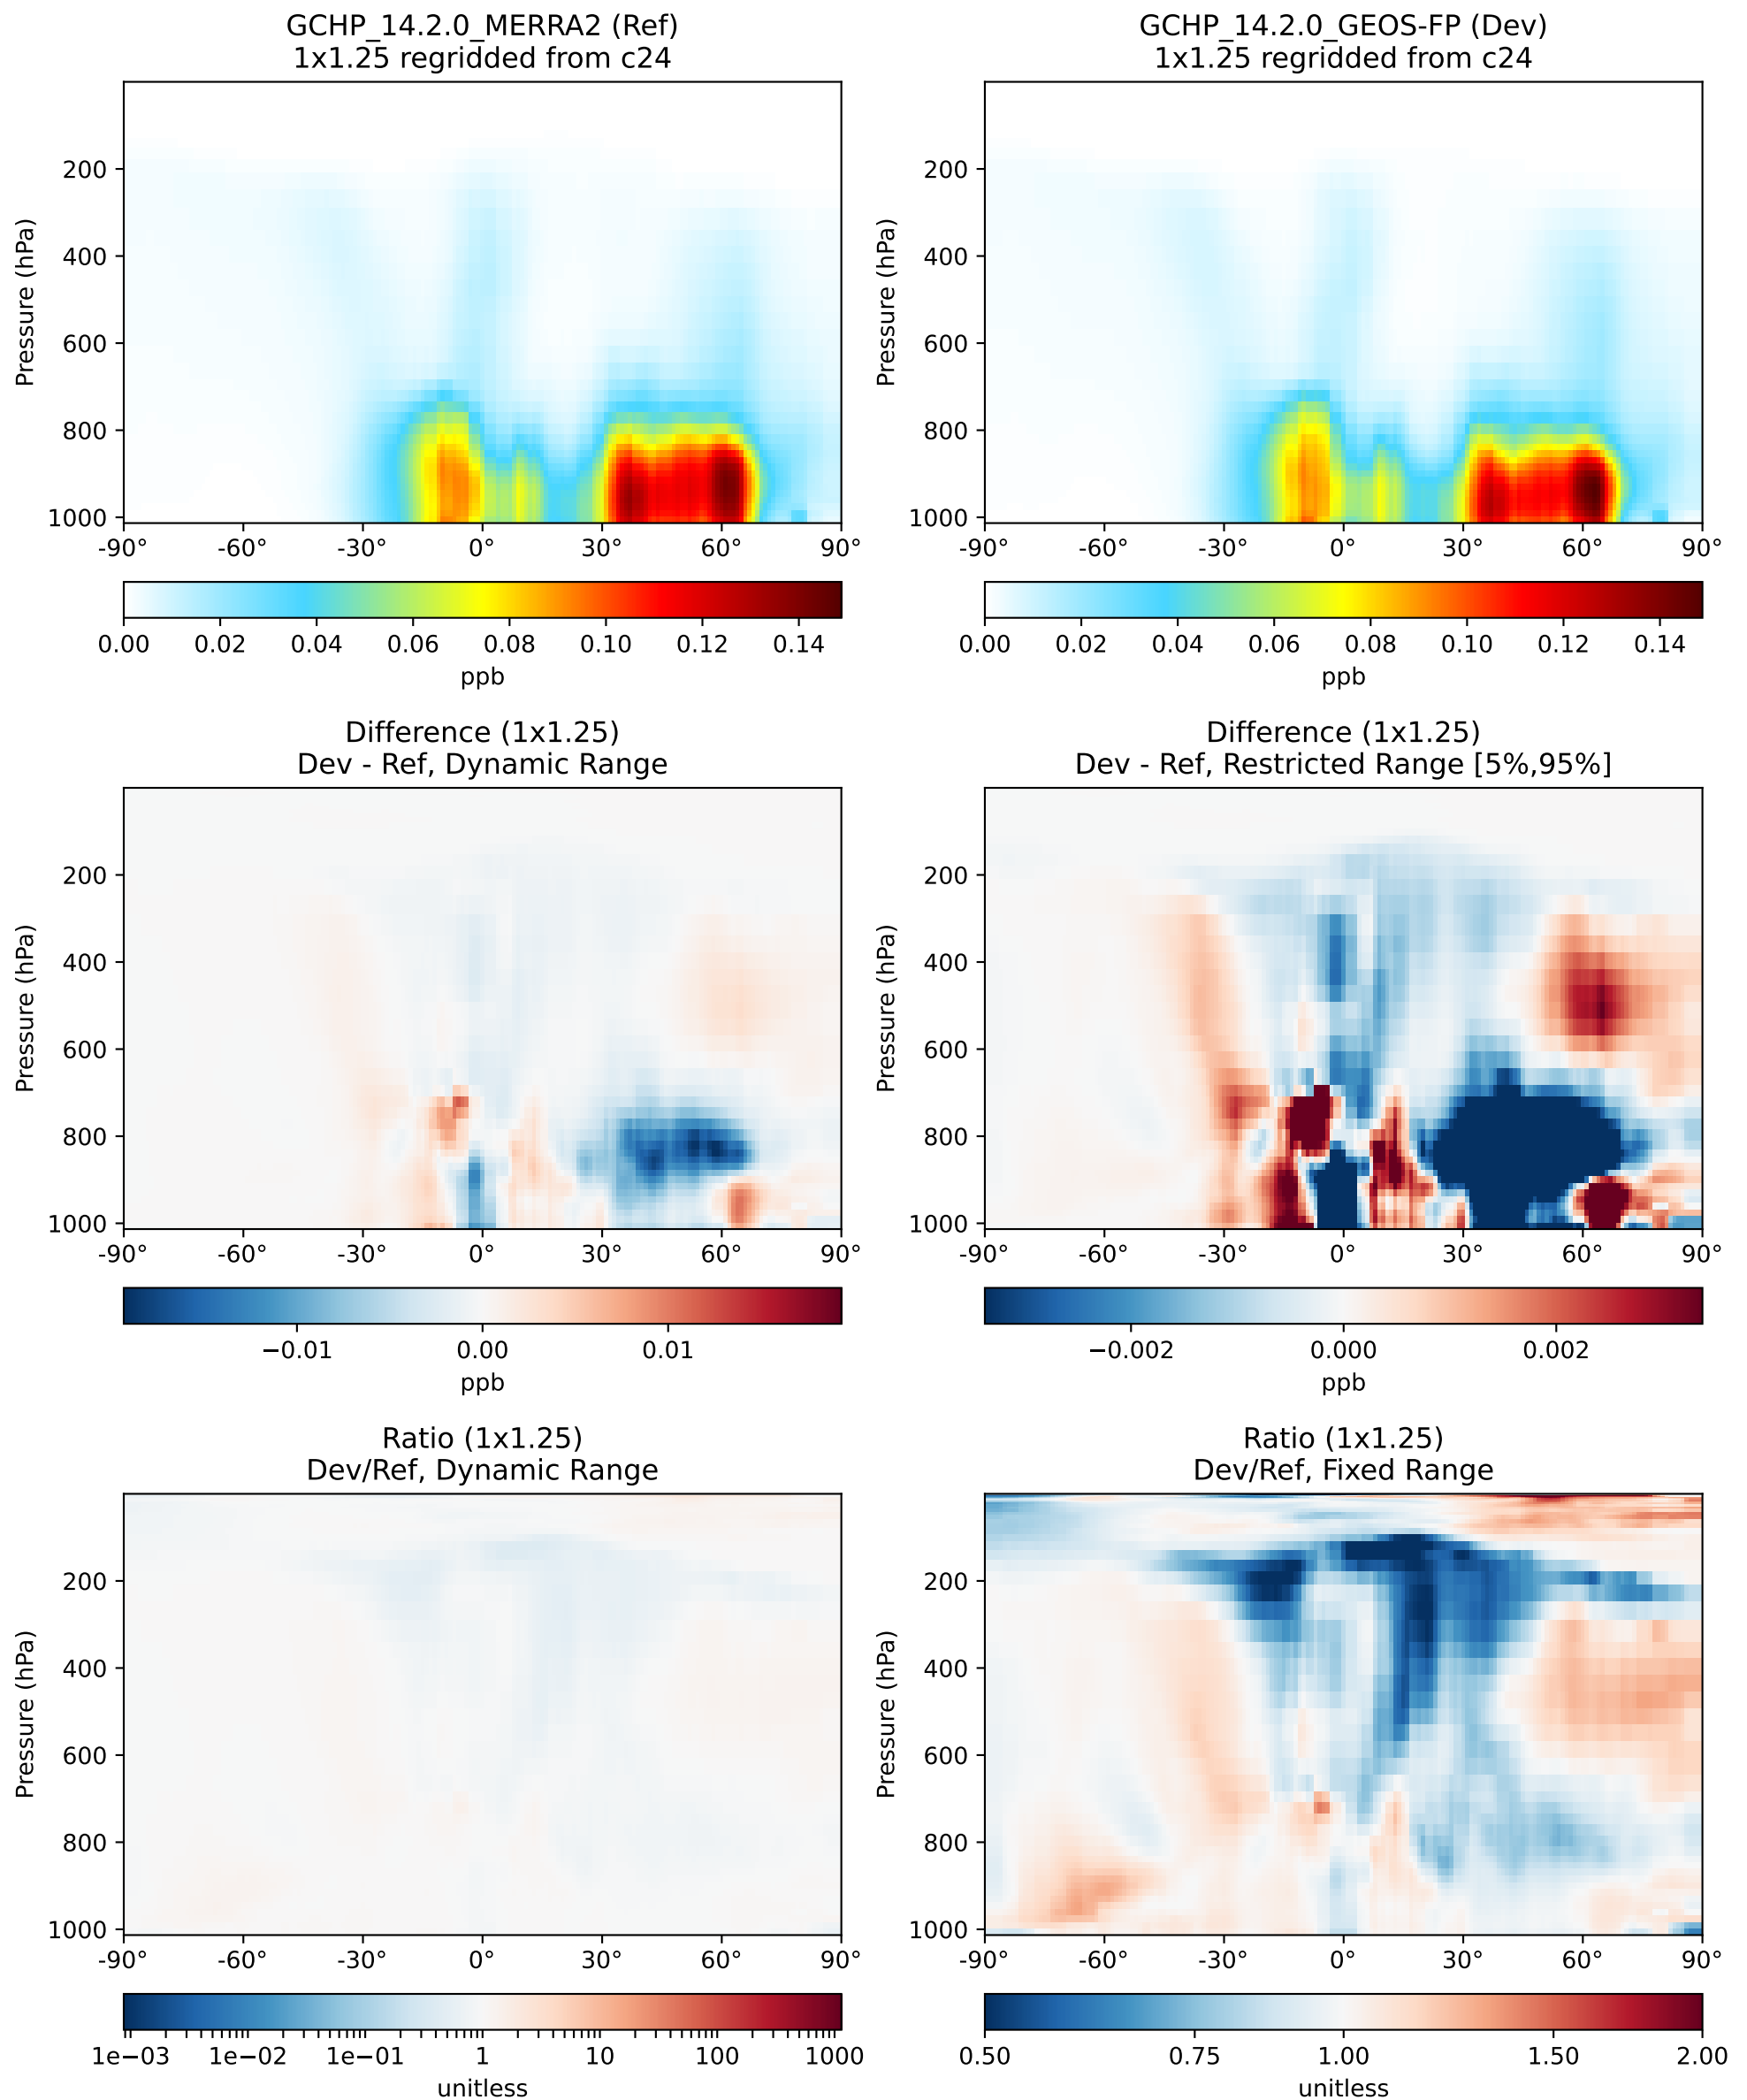 GCHP_14.2.0_MERRA2 (Ref)
1x1.25 regridded from c24
Pressure (hPa)
200
400
600
800
1000
-90° -60° -30° 0° 30° 60° 90°
0.00 0.02 0.04 0.06 0.08 0.10 0.12 0.14
ppb
GCHP_14.2.0_GEOS-FP (Dev)
1x1.25 regridded from c24
Pressure (hPa)
200
400
600
800
1000
-90° -60° -30° 0° 30° 60° 90°
0.00 0.02 0.04 0.06 0.08 0.10 0.12 0.14
ppb
Difference (1x1.25)
Dev - Ref, Dynamic Range
Pressure (hPa)
200
400
600
800
1000
-90° -60° -30° 0° 30° 60° 90°
−0.01 0.00 0.01
ppb
Difference (1x1.25)
Dev - Ref, Restricted Range [5%,95%]
Pressure (hPa)
200
400
600
800
1000
-90° -60° -30° 0° 30° 60° 90°
−0.002 0.000 0.002
ppb
Ratio (1x1.25)
Dev/Ref, Dynamic Range
Pressure (hPa)
200
400
600
800
1000
-90° -60° -30° 0° 30° 60° 90°
1e−03 1e−02 1e−01 1 10 100 1000
unitless
Ratio (1x1.25)
Dev/Ref, Fixed Range
Pressure (hPa)
200
400
600
800
1000
-90° -60° -30° 0° 30° 60° 90°
0.50 0.75 1.00 1.50 2.00
unitless